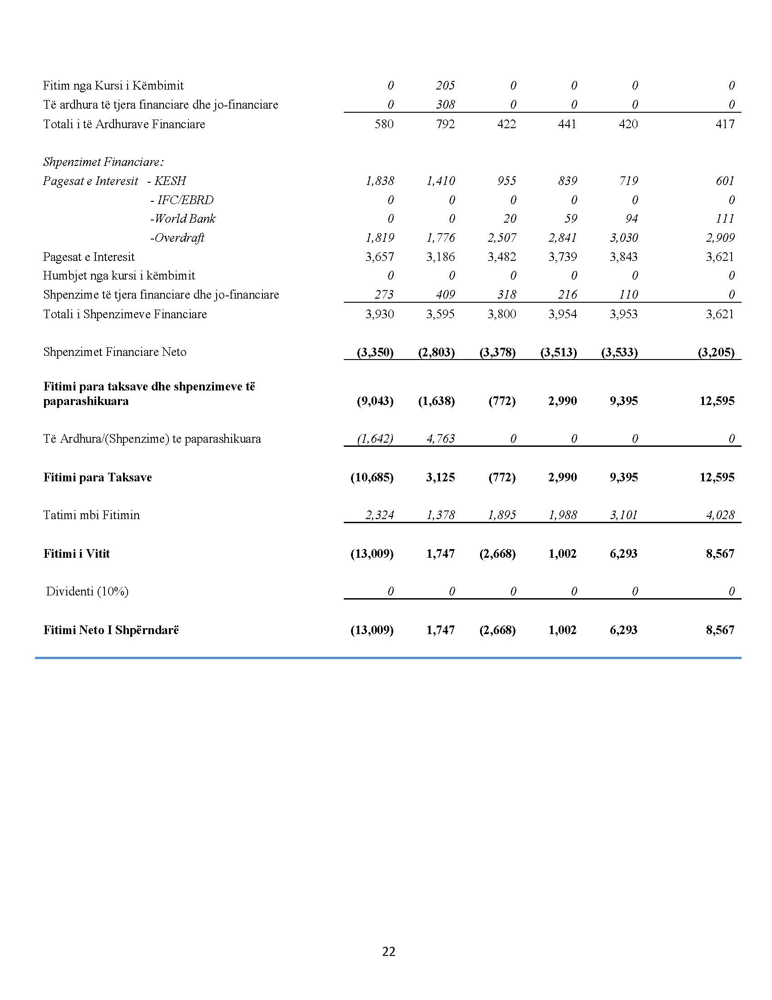 Fitim nga Kursi i Këmbimit 0 205 0 0 0 0
Të ardhura të tjera financiare dhe jo-financiare 0 308 0 0 0 0
Totali i të Ardhurave Financiare 580 792 422 441 420 417
Shpenzimet Financiare:
Pagesat e Interesit - KESH 1,838 1,410 955 839 719 601
- IFC/EBRD 0 0 0 0 0 0
-World Bank 0 0 20 59 94 111
-Overdraft 1,819 1,776 2,507 2,841 3,030 2,909
Pagesat e Interesit 3,657 3,186 3,482 3,739 3,843 3,621
Humbjet nga kursi i këmbimit 0 0 0 0 0 0
Shpenzime të tjera financiare dhe jo-financiare 273 409 318 216 110 0
Totali i Shpenzimeve Financiare 3,930 3,595 3,800 3,954 3,953 3,621
Shpenzimet Financiare Neto (3,350) (2,803) (3,378) (3,513) (3,533) (3,205)
Fitimi para taksave dhe shpenzimeve të
paparashikuara (9,043) (1,638) (772) 2,990 9,395 12,595
Të Ardhura/(Shpenzime) te paparashikuara (1,642) 4,763 0 0 0 0
Fitimi para Taksave (10,685) 3,125 (772) 2,990 9,395 12,595
Tatimi mbi Fitimin 2,324 1,378 1,895 1,988 3,101 4,028
Fitimi i Vitit (13,009) 1,747 (2,668) 1,002 6,293 8,567
Dividenti (10%) 0 0 0 0 0 0
Fitimi Neto I Shpërndarë (13,009) 1,747 (2,668) 1,002 6,293 8,567
22